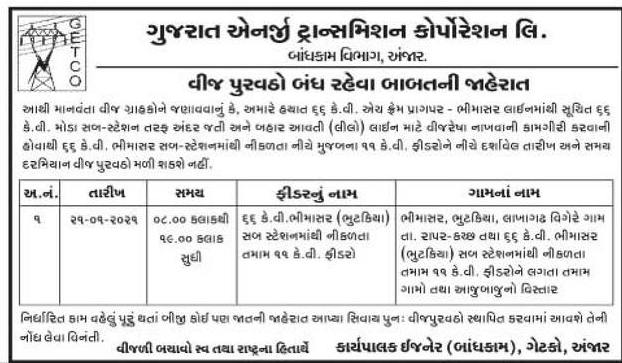 GETCO
ગુજરાત એનર્જી ટ્રાન્સમિશન કોર્પોરેશન લિ.
બાંધકામ વિભાગ, અંજાર.
વીજ પુરવઠો બંધ રહેવા બાબતની જાહેરાત
આથી માનવંતા વીજ ગ્રાહકોને જણાવવાનું કે, અમારે હયાત ૬૬ કે.વી. એચ ફ્રેમ પ્રાગપર - ભીમાસર લાઈનમાંથી સૂચિત ૬૬
કે.વી. મોડા સબ-સ્ટેશન તરફ અંદર જતી અને બહાર આવતી (લીલો) લાઈન માટે વીજરેષા નાખવાની કામગીરી કરવાની
હોવાથી ૬૬ કે.વી. ભીમાસર સબ-સ્ટેશનમાંથી નીકળતા નીચે મુજબના ૧૧ કે.વી. ફીડરોને નીચે દર્શાવેલ તારીખ અને સમય
દરમિયાન વીજ પુરવઠો મળી શકશે નહીં.
અ.નં. તારીખ સમય ફીડરનું નામ ગામનાં નામ
૧ ૨૧-૦૧-૨૦૨૧ ૦૮.૦૦ કલાકથી ૬૬ કે.વી.ભીમાસર (ભુટકિયા) ભીમાસર, ભુટકિયા, લાખાગઢ વિગેરે ગામ
૧૯.૦૦ કલાક સબ સ્ટેશનમાંથી નીકળતા તા. રાપર-કચ્છ તથા ૬૬ કે.વી. ભીમાસર
સુધી તમામ ૧૧ કે.વી. ફીડરો (ભુટકિયા) સબ સ્ટેશનમાંથી નીકળતા
તમામ ૧૧ કે.વી. ફીડરોને લગતા તમામ
ગામો તથા આજુબાજુનો વિસ્તાર
નિર્ધારિત કામ વહેલું પૂરું થતાં બીજી કોઈ પણ જાતની જાહેરાત આપ્યા સિવાય પુનઃ વીજપુરવઠો સ્થાપિત કરવામાં આવશે તેની
નોંધ લેવા વિનંતી.
વીજળી બચાવો સ્વ તથા રાષ્ટ્રના હિતાર્થે કાર્યપાલક ઈજનેર (બાંધકામ), ગેટકો, અંજાર